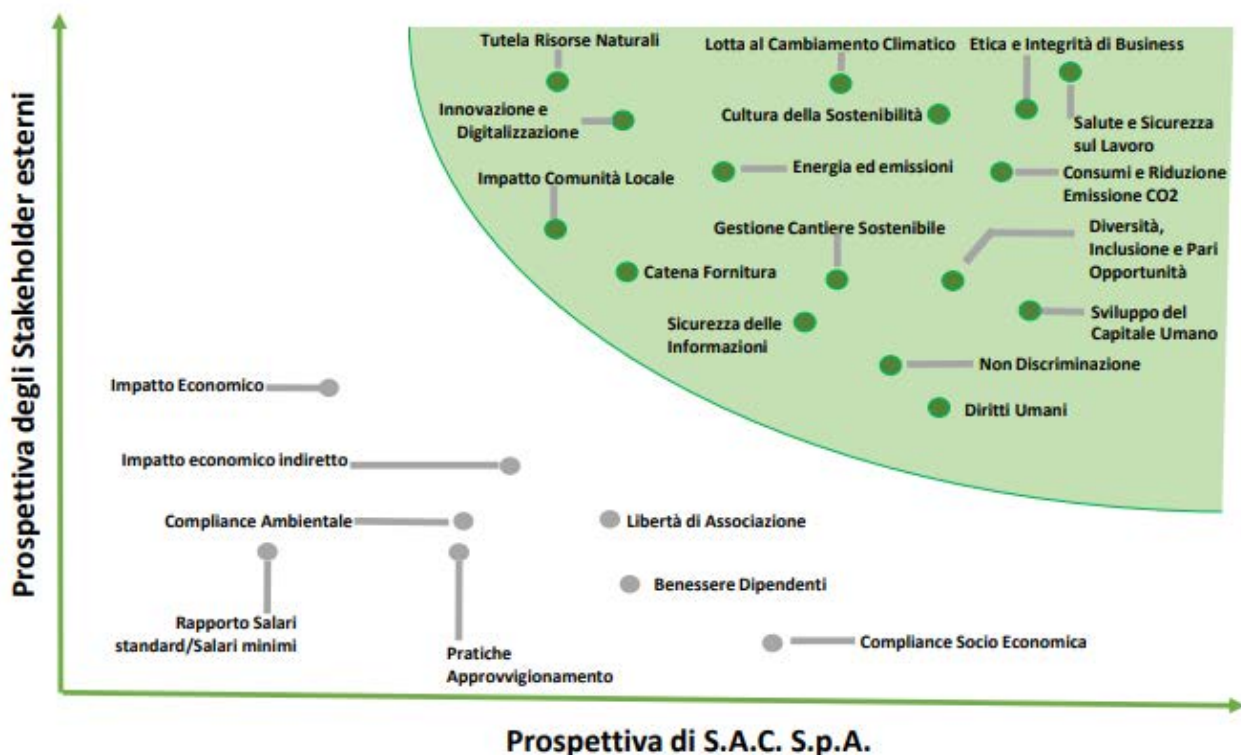 Prospettiva degli Stakeholder esterni
Tutela Risorse Naturali
Lotta al Cambiamento Climatico
Etica e Integrità di Business
Innovazione e
Digitalizzazione
Cultura della Sostenibilità
Salute e Sicurezza
sul Lavoro
Impatto Comunità Locale
Energia ed emissioni
Consumi e Riduzione
Emissione CO2
Gestione Cantiere Sostenibile
Diversità,
Inclusione e Pari
Opportunità
Catena Fornitura
Sicurezza delle
Informazioni
Sviluppo del
Capitale Umano
Non Discriminazione
Diritti Umani
Impatto Economico
Impatto economico indiretto
Compliance Ambientale
Libertà di Associazione
Benessere Dipendenti
Rapporto Salari
standard/Salari minimi
Pratiche
Approvvigionamento
Compliance Socio Economica
Prospettiva di S.A.C. S.p.A.